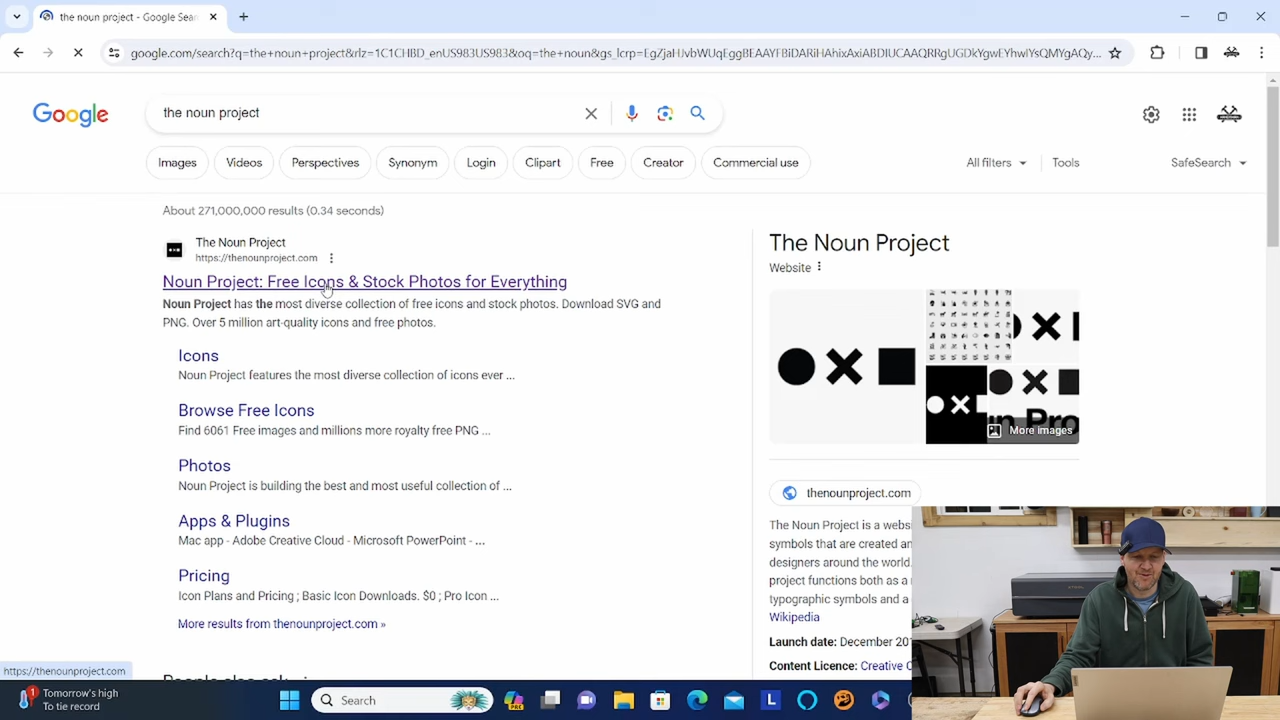 the noun project - Google Sear
google.com/search?q=the+noun+project&rlz=1C1CHBD_enUS983US983&oq=the+noun&gs_lcrp=EgZjaHJvbWUqEggBEAAYFBiDARiHAhixAxiABDIUCAAQRRgUGDkYgwEYhwIYsQMYgAQy...
Google
the noun project
Images
Videos
Perspectives
Synonym
Login
Clipart
Free
Creator
Commercial use
All filters
Tools
SafeSearch
About 271,000,000 results (0.34 seconds)
The Noun Project
https://thenounproject.com
Noun Project: Free Icons & Stock Photos for Everything
Noun Project has the most diverse collection of free icons and stock photos. Download SVG and
PNG. Over 5 million art-quality icons and free photos.
Icons
Noun Project features the most diverse collection of icons ever ...
Browse Free Icons
Find 6061 Free images and millions more royalty free PNG ...
Photos
Noun Project is building the best and most useful collection of ...
Apps & Plugins
Mac app - Adobe Creative Cloud - Microsoft PowerPoint - ...
Pricing
Icon Plans and Pricing ; Basic Icon Downloads. $0 ; Pro Icon ...
More results from thenounproject.com »
The Noun Project
Website
More images
thenounproject.com
The Noun Project is a webs
symbols that are created an
designers around the world.
project functions both as a
typographic symbols and a
Wikipedia
Launch date: December 20
Content Licence: Creative C
https://thenounproject.com
1
Tomorrow's high
To tie record
Search